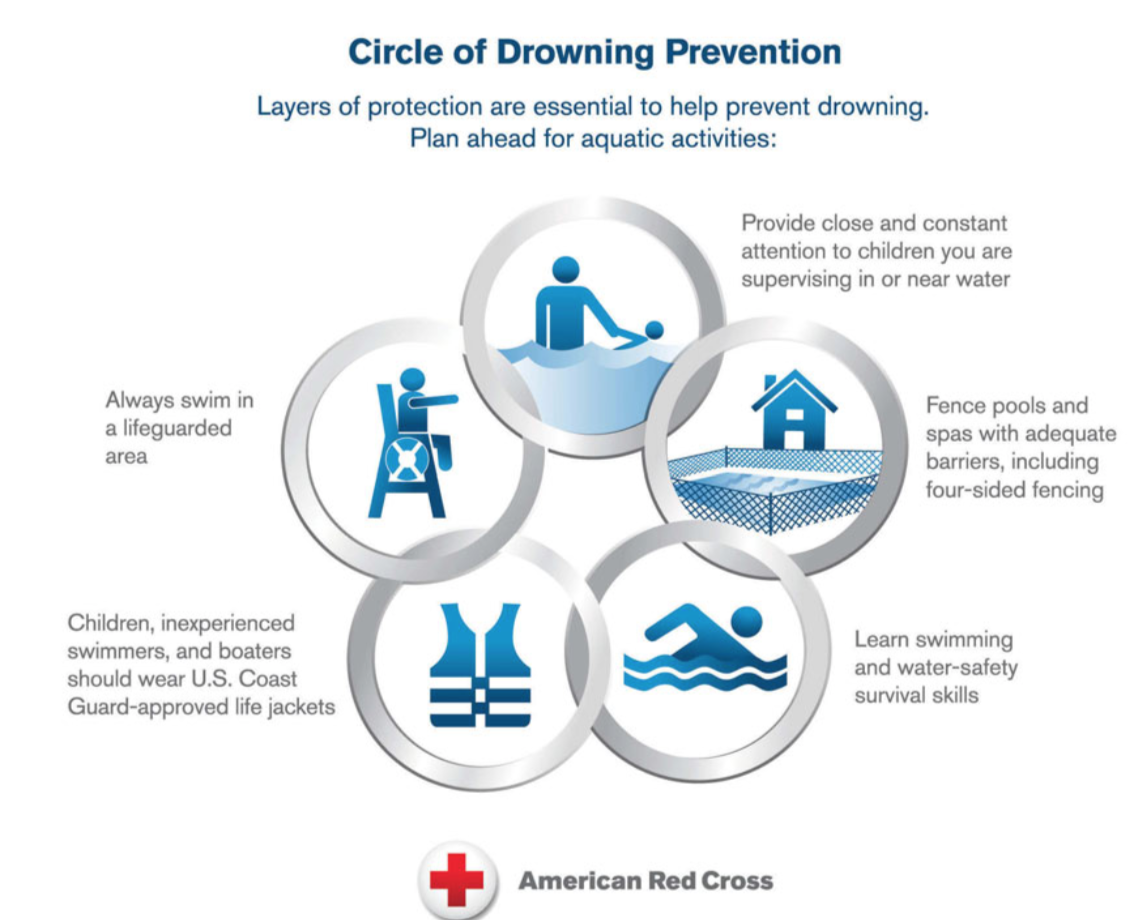 Circle of Drowning Prevention
Layers of protection are essential to help prevent drowning.
Plan ahead for aquatic activities:
Provide close and constant
attention to children you are
supervising in or near water
Fence pools and
spas with adequate
barriers, including
four-sided fencing
Learn swimming
and water-safety
survival skills
Children, inexperienced
swimmers, and boaters
should wear U.S. Coast
Guard-approved life jackets
Always swim in
a lifeguarded
area
American Red Cross